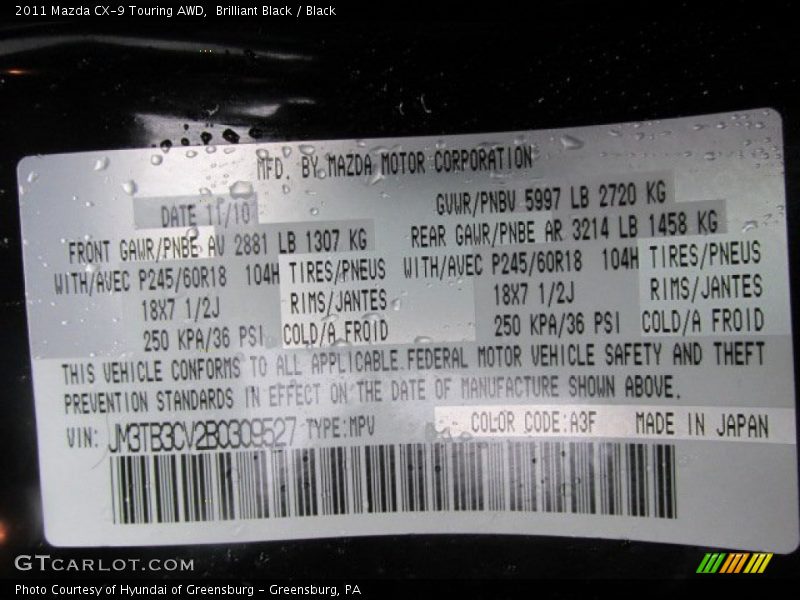 2011 Mazda CX-9 Touring AWD, Brilliant Black / Black
MFD. BY MAZDA MOTOR CORPORATION
DATE 11/10 GVWR/PNBV 5997 LB 2720 KG
FRONT GAWR/PNBE AV 2881 LB 1307 KG REAR GAWR/PNBE AR 3214 LB 1458 KG
WITH/AVEC P245/60R18 104H TIRES/PNEUS WITH/AVEC P245/60R18 104H TIRES/PNEUS
18X7 1/2J RIMS/JANTES 18X7 1/2J RIMS/JANTES
250 KPA/36 PSI COLD/A FROID 250 KPA/36 PSI COLD/A FROID
THIS VEHICLE CONFORMS TO ALL APPLICABLE FEDERAL MOTOR VEHICLE SAFETY AND THEFT
PREVENTION STANDARDS IN EFFECT ON THE DATE OF MANUFACTURE SHOWN ABOVE.
VIN: JM3TB3CV2B0309527 TYPE:MPV COLOR CODE:A3F MADE IN JAPAN
GTCARLOT.COM
Photo Courtesy of Hyundai of Greensburg - Greensburg, PA